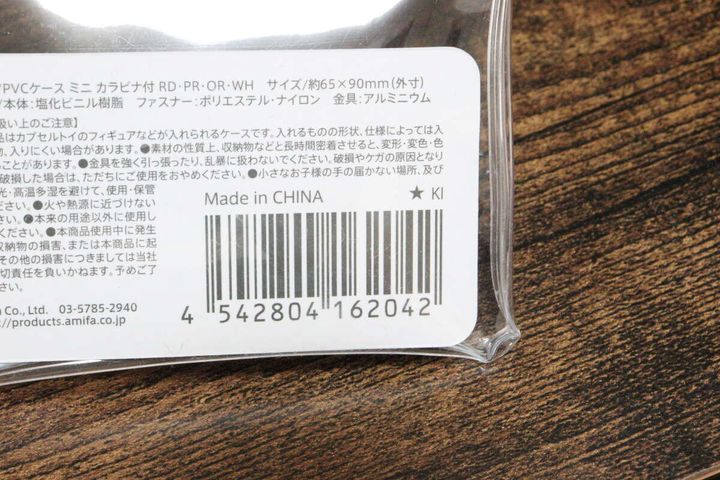 /PVCケース ミニ カラビナ付 RD・PR・OR・WH サイズ/約65×90mm(外寸)
/本体:塩化ビニル樹脂 ファスナー:ポリエステル・ナイロン 金具:アルミニウム
扱い上のご注意】
品はカプセルトイのフィギュアなどが入れられるケースです。入れるものの形状、仕様によっては入
、入りにくい場合があります。●素材の性質上、収納物などと長時間密着させると、変形・変色・色
ことがあります。●金具を強く引っ張ったり、乱暴に扱わないでください。破損やケガの原因となり
破損した場合は、ただちにご使用をおやめください。●小さなお子様の手の届かない場所、及び
光・高温多湿を避けて、使用・保管
ださい。●火や熱源に近づけない
ださい。●本来の用途以外に使用し
ください。●本商品使用中に発生
収納物の損害、または本商品に起
その他の損害につきましては当社
切責任を負いかねます。予めご了
さい。
Made in CHINA ★ KI
4 542804 162042
a Co., Ltd. 03-5785-2940
://products.amifa.co.jp